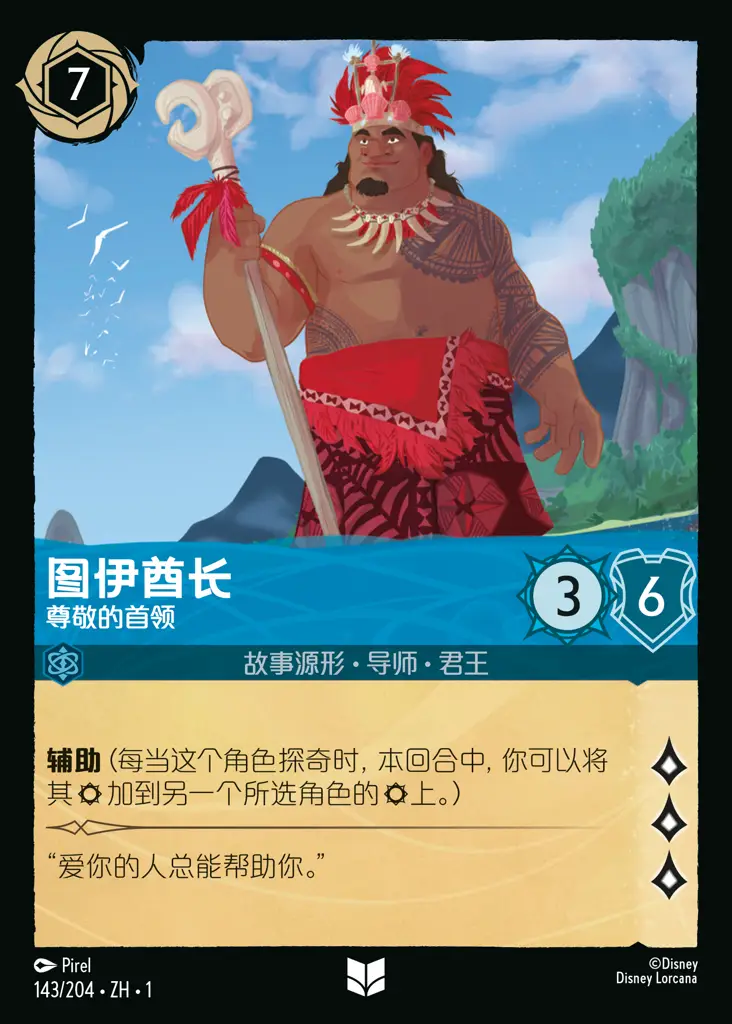 7
图伊酋长
尊敬的首领
3
6
故事源形 • 导师 • 君王
辅助 (每当这个角色探奇时, 本回合中, 你可以将
其 加到另一个所选角色的 上。)
“爱你的人总能帮助你。”
Pirel
143/204 • ZH • 1
©Disney
Disney Lorcana